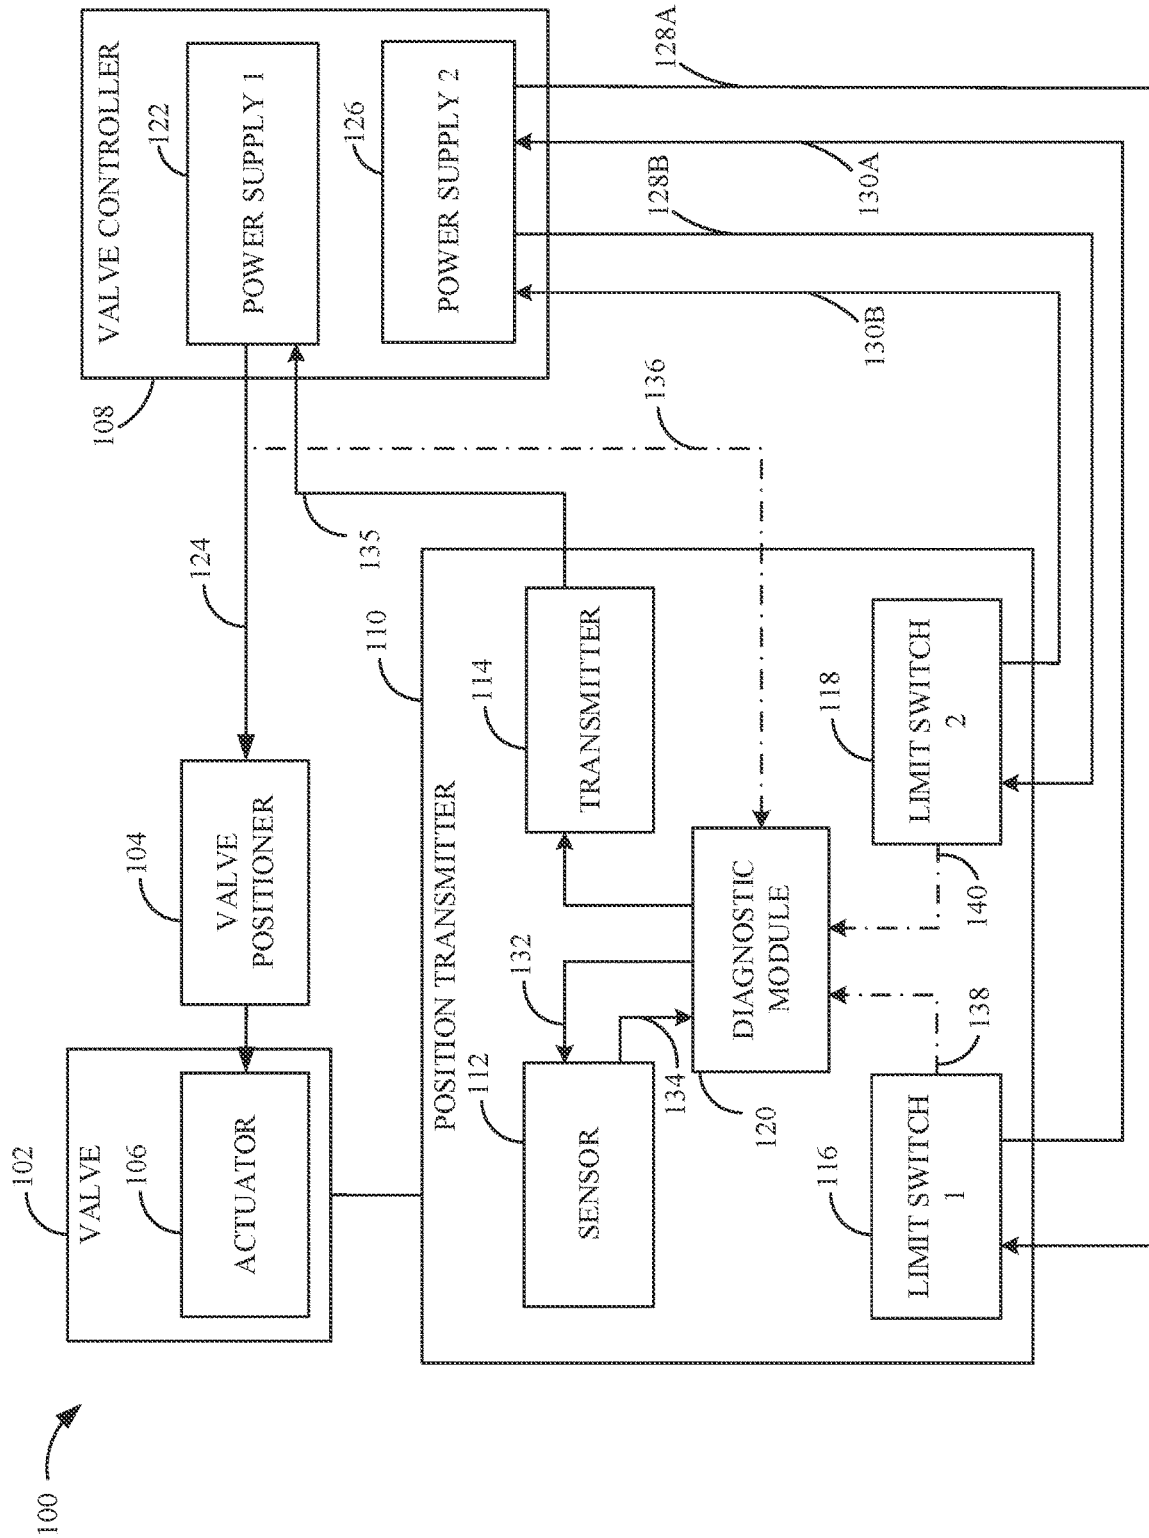 100
102
VALVE
106
ACTUATOR
104
VALVE
POSITIONER
124
108
VALVE CONTROLLER
122
POWER SUPPLY 1
126
POWER SUPPLY 2
110
POSITION TRANSMITTER
112
SENSOR
132
134
114
TRANSMITTER
135
136
120
DIAGNOSTIC
MODULE
116
LIMIT SWITCH
1
138
118
LIMIT SWITCH
2
140
128A
130A
128B
130B